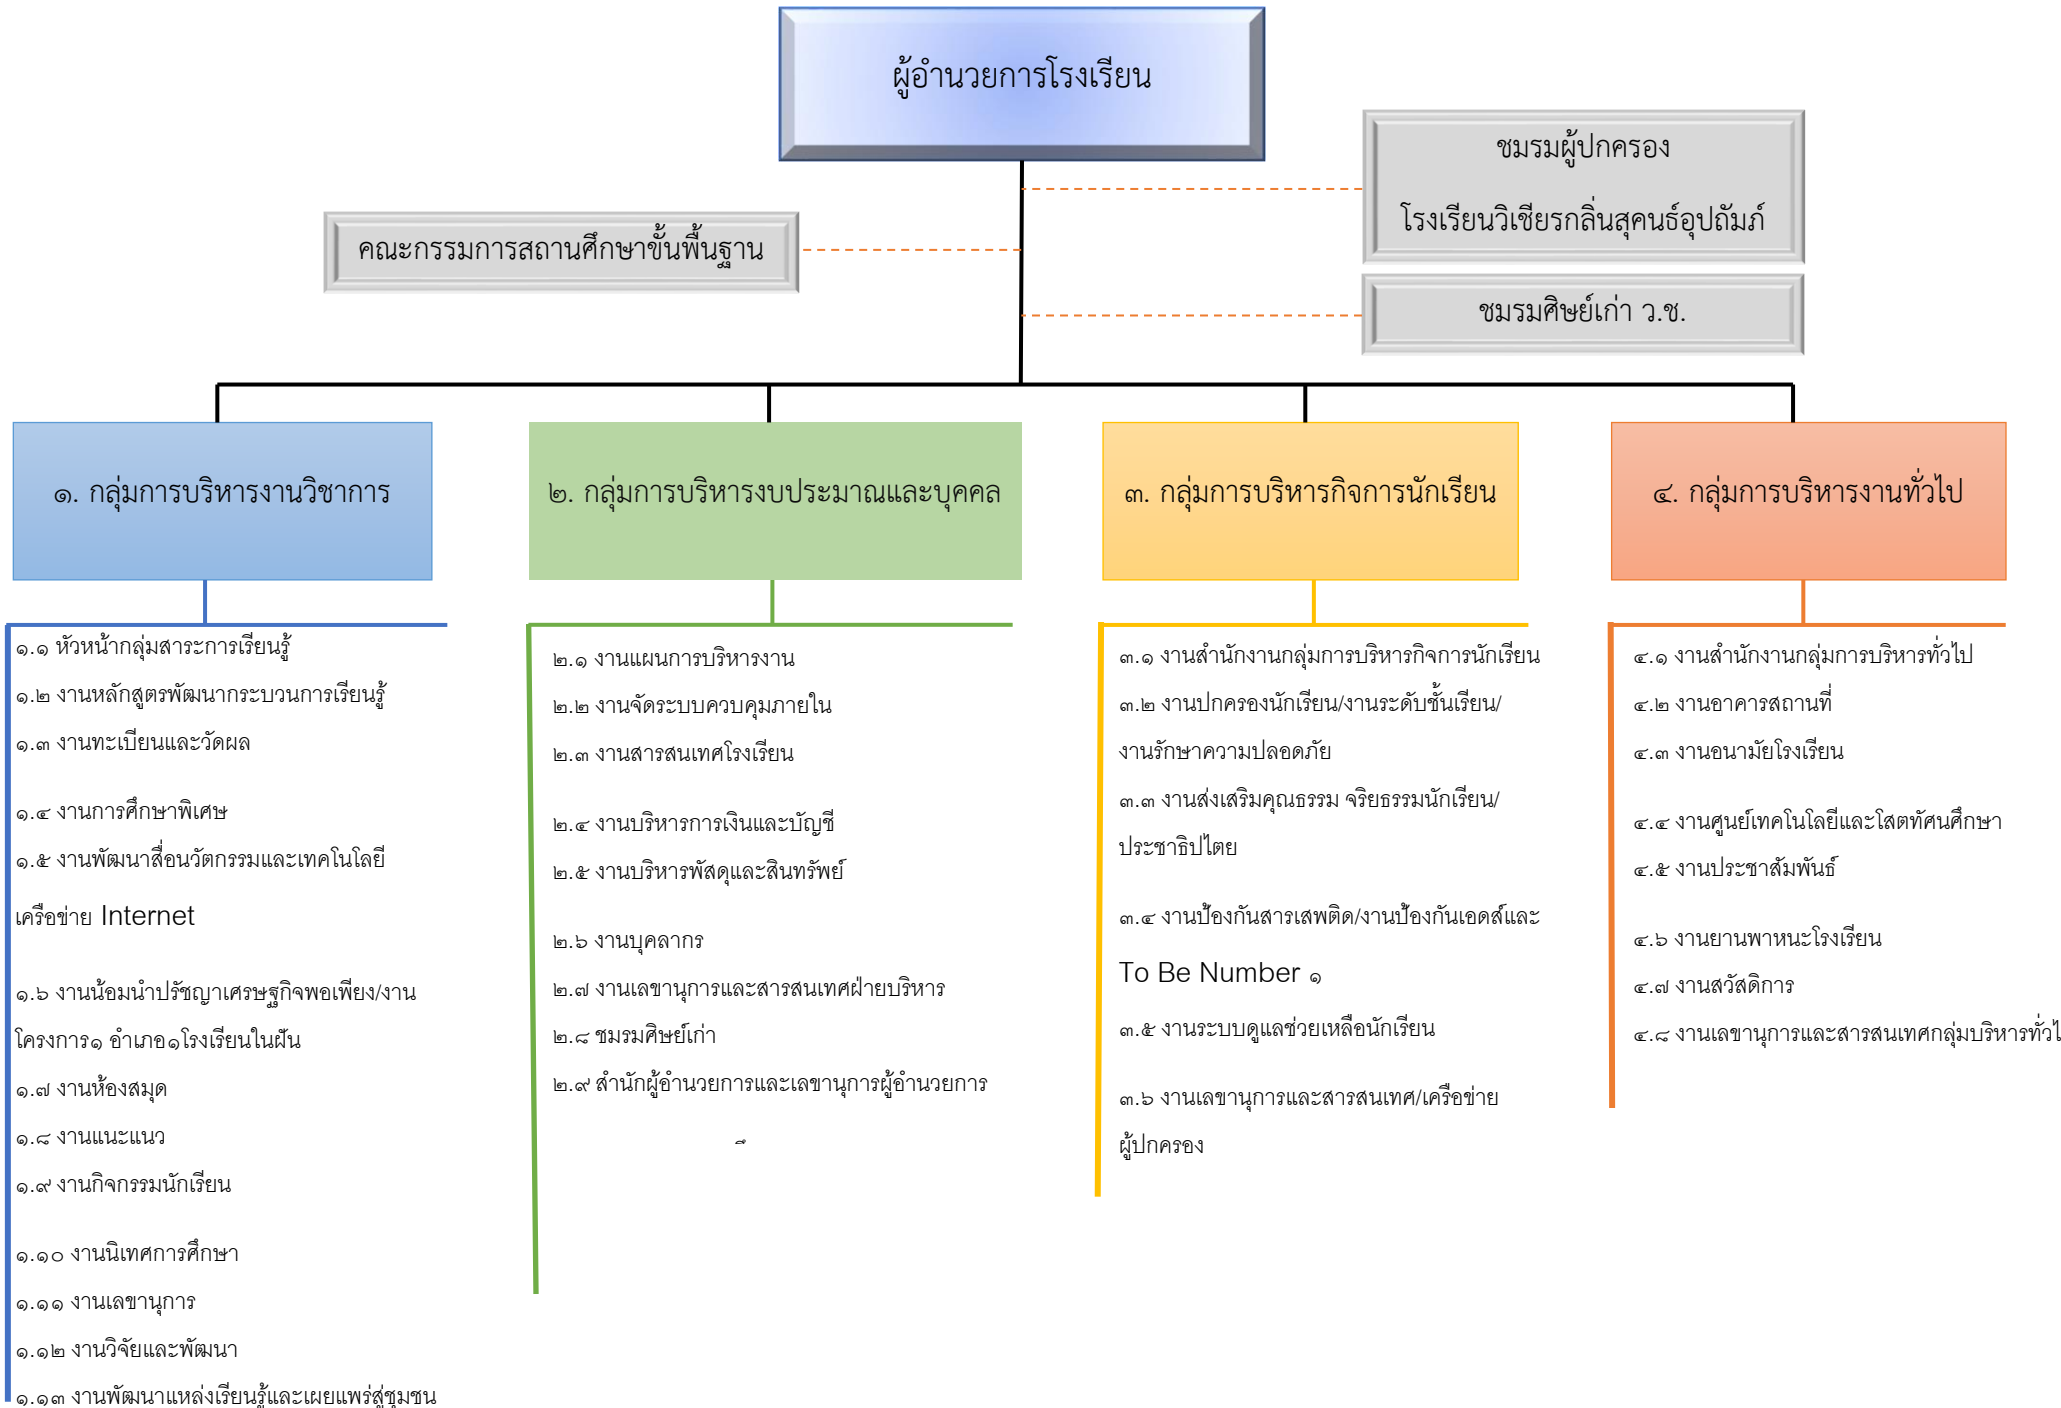 ผู้อำนวยการโรงเรียน
ชมรมผู้ปกครอง
โรงเรียนวิเชียรกลิ่นสุคนธ์อุปถัมภ์
คณะกรรมการสถานศึกษาขั้นพื้นฐาน
ชมรมศิษย์เก่า ว.ช.
๑. กลุ่มการบริหารงานวิชาการ
๑.๑ หัวหน้ากลุ่มสาระการเรียนรู้
๑.๒ งานหลักสูตรพัฒนากระบวนการเรียนรู้
๑.๓ งานทะเบียนและวัดผล
๑.๔ งานการศึกษาพิเศษ
๑.๕ งานพัฒนาสื่อนวัตกรรมและเทคโนโลยี
เครือข่าย Internet
๑.๖ งานน้อมนำปรัชญาเศรษฐกิจพอเพียง/งาน
โครงการ๑ อำเภอ๑โรงเรียนในฝัน
๑.๗ งานห้องสมุด
๑.๘ งานแนะแนว
๑.๙ งานกิจกรรมนักเรียน
๑.๑๐ งานนิเทศการศึกษา
๑.๑๑ งานเลขานุการ
๑.๑๒ งานวิจัยและพัฒนา
๑.๑๓ งานพัฒนาแหล่งเรียนรู้และเผยแพร่สู่ชุมชน
๒. กลุ่มการบริหารงบประมาณและบุคคล
๒.๑ งานแผนการบริหารงาน
๒.๒ งานจัดระบบควบคุมภายใน
๒.๓ งานสารสนเทศโรงเรียน
๒.๔ งานบริหารการเงินและบัญชี
๒.๕ งานบริหารพัสดุและสินทรัพย์
๒.๖ งานบุคลากร
๒.๗ งานเลขานุการและสารสนเทศฝ่ายบริหาร
๒.๘ ชมรมศิษย์เก่า
๒.๙ สำนักผู้อำนวยการและเลขานุการผู้อำนวยการ
๓. กลุ่มการบริหารกิจการนักเรียน
๓.๑ งานสำนักงานกลุ่มการบริหารกิจการนักเรียน
๓.๒ งานปกครองนักเรียน/งานระดับชั้นเรียน/
งานรักษาความปลอดภัย
๓.๓ งานส่งเสริมคุณธรรม จริยธรรมนักเรียน/
ประชาธิปไตย
๓.๔ งานป้องกันสารเสพติด/งานป้องกันเอดส์และ
To Be Number ๑
๓.๕ งานระบบดูแลช่วยเหลือนักเรียน
๓.๖ งานเลขานุการและสารสนเทศ/เครือข่าย
ผู้ปกครอง
๔. กลุ่มการบริหารงานทั่วไป
๔.๑ งานสำนักงานกลุ่มการบริหารทั่วไป
๔.๒ งานอาคารสถานที่
๔.๓ งานอนามัยโรงเรียน
๔.๔ งานศูนย์เทคโนโลยีและโสตทัศนศึกษา
๔.๕ งานประชาสัมพันธ์
๔.๖ งานยานพาหนะโรงเรียน
๔.๗ งานสวัสดิการ
๔.๘ งานเลขานุการและสารสนเทศกลุ่มบริหารทั่วไ